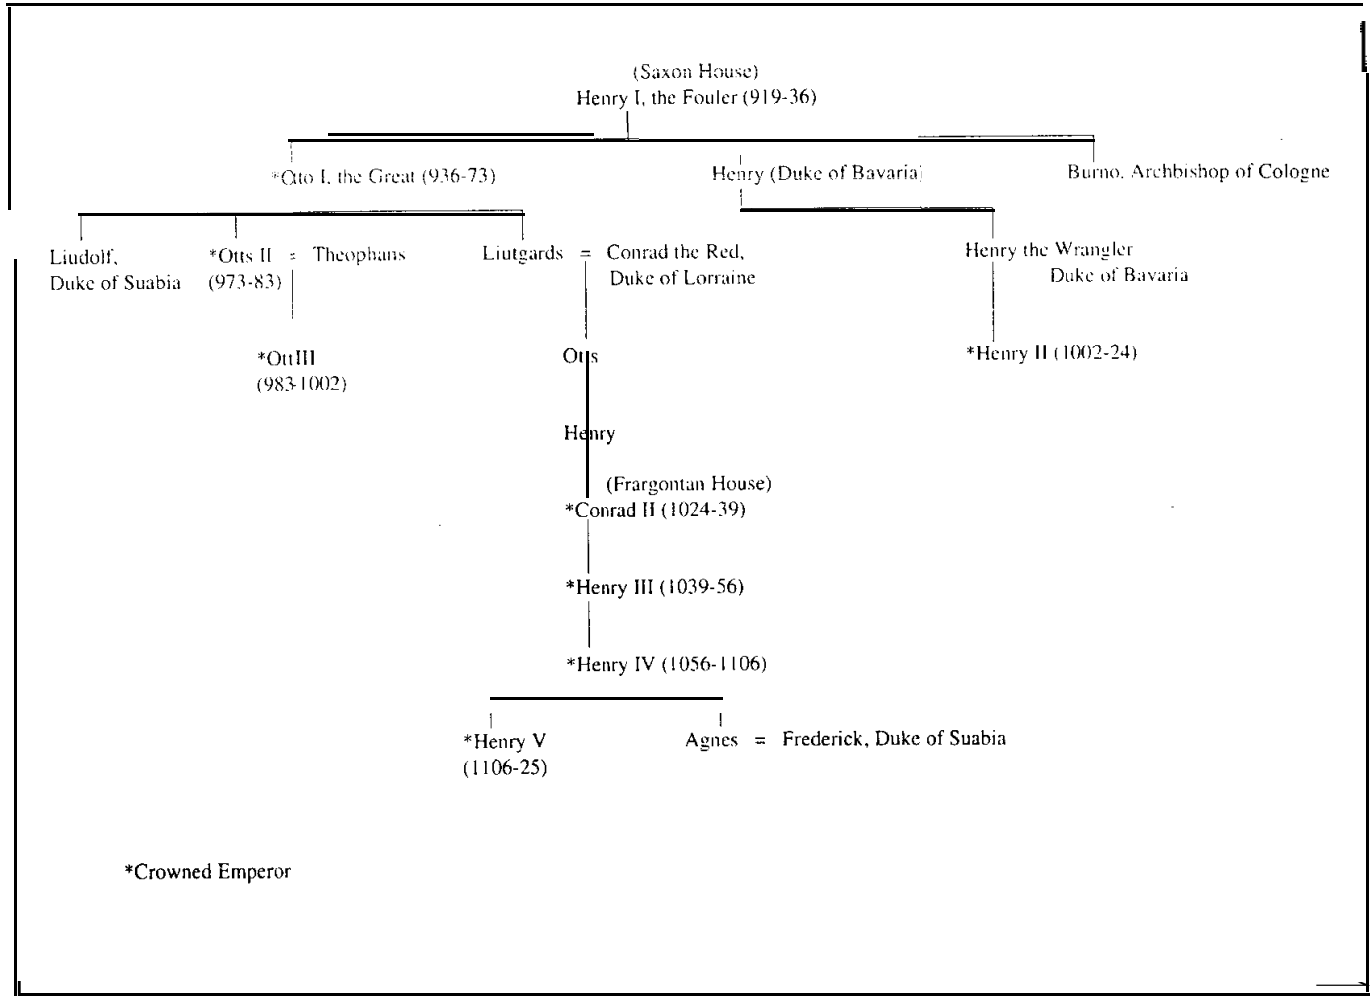 (Saxon House)
Henry I, the Fouler (919-36)
*Otto I, the Great (936-73)
Henry (Duke of Bavaria)
Burno, Archbishop of Cologne
Liudolf,
Duke of Suabia
*Otts II = Theophans
(973-83)
Liutgards = Conrad the Red,
Duke of Lorraine
Henry the Wrangler
Duke of Bavaria
*OttIII
(983-1002)
Otts
*Henry II (1002-24)
Henry
(Frargontan House)
*Conrad II (1024-39)
*Henry III (1039-56)
*Henry IV (1056-1106)
*Henry V
(1106-25)
Agnes = Frederick, Duke of Suabia
*Crowned Emperor